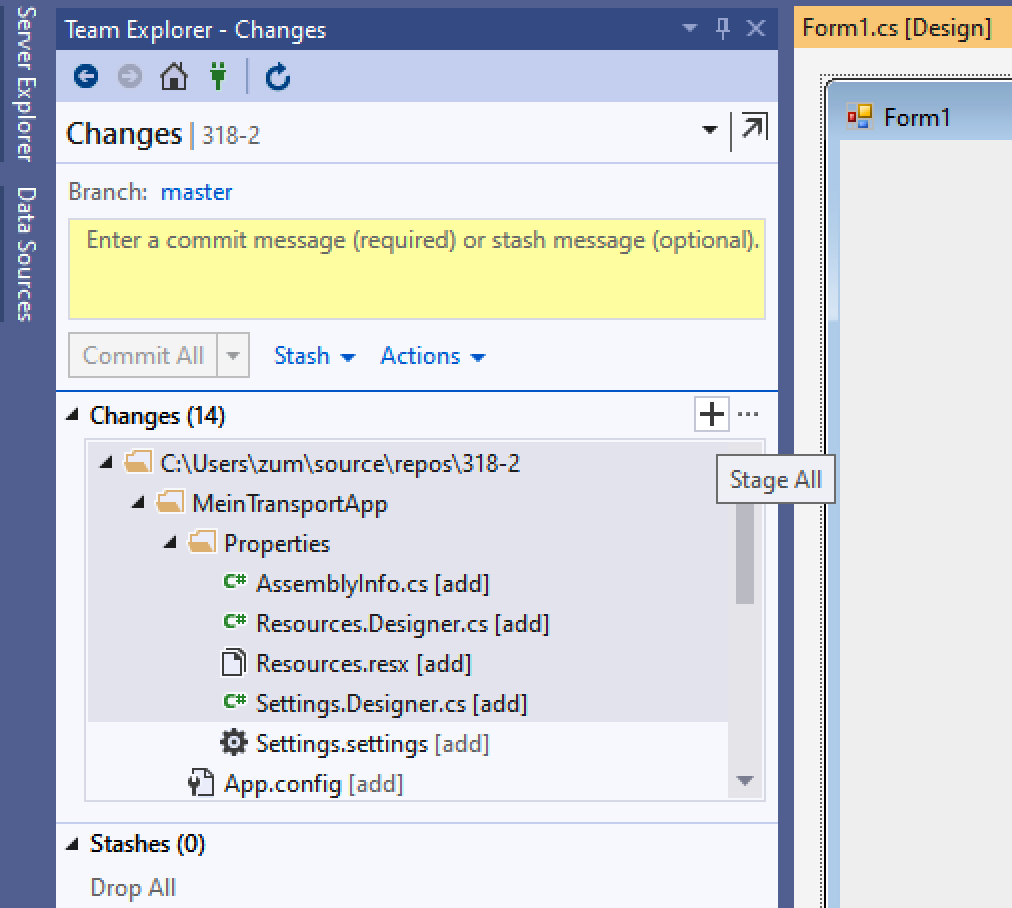 Server Explorer
Data Sources
Team Explorer - Changes
Changes | 318-2
Branch: master
Enter a commit message (required) or stash message (optional).
Commit All Stash Actions
Changes (14)
Stage All
C:\Users\zum\source\repos\318-2
MeinTransportApp
Properties
C# AssemblyInfo.cs [add]
C# Resources.Designer.cs [add]
Resources.resx [add]
C# Settings.Designer.cs [add]
Settings.settings [add]
App.config [add]
Stashes (0)
Drop All
Form1.cs [Design]
Form1